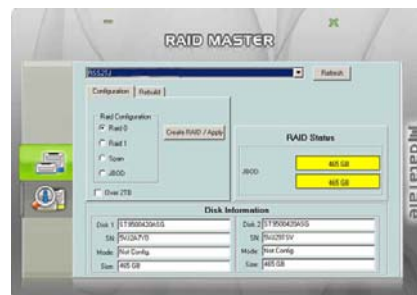 RAID MASTER
Refresh
Configuration
Rebuild
Raid Configuration
Raid 0
Create RAID / Apply
Raid 1
Span
JBOD
Over 2TB
RAID Status
JBOD
465 GB
465 GB
Disk Information
Disk 1 ST9500420ASG
Disk 2 ST9500420ASG
SN
SN
Mode Not Config.
Mode Not Config.
Size 465 GB
Size 465 GB